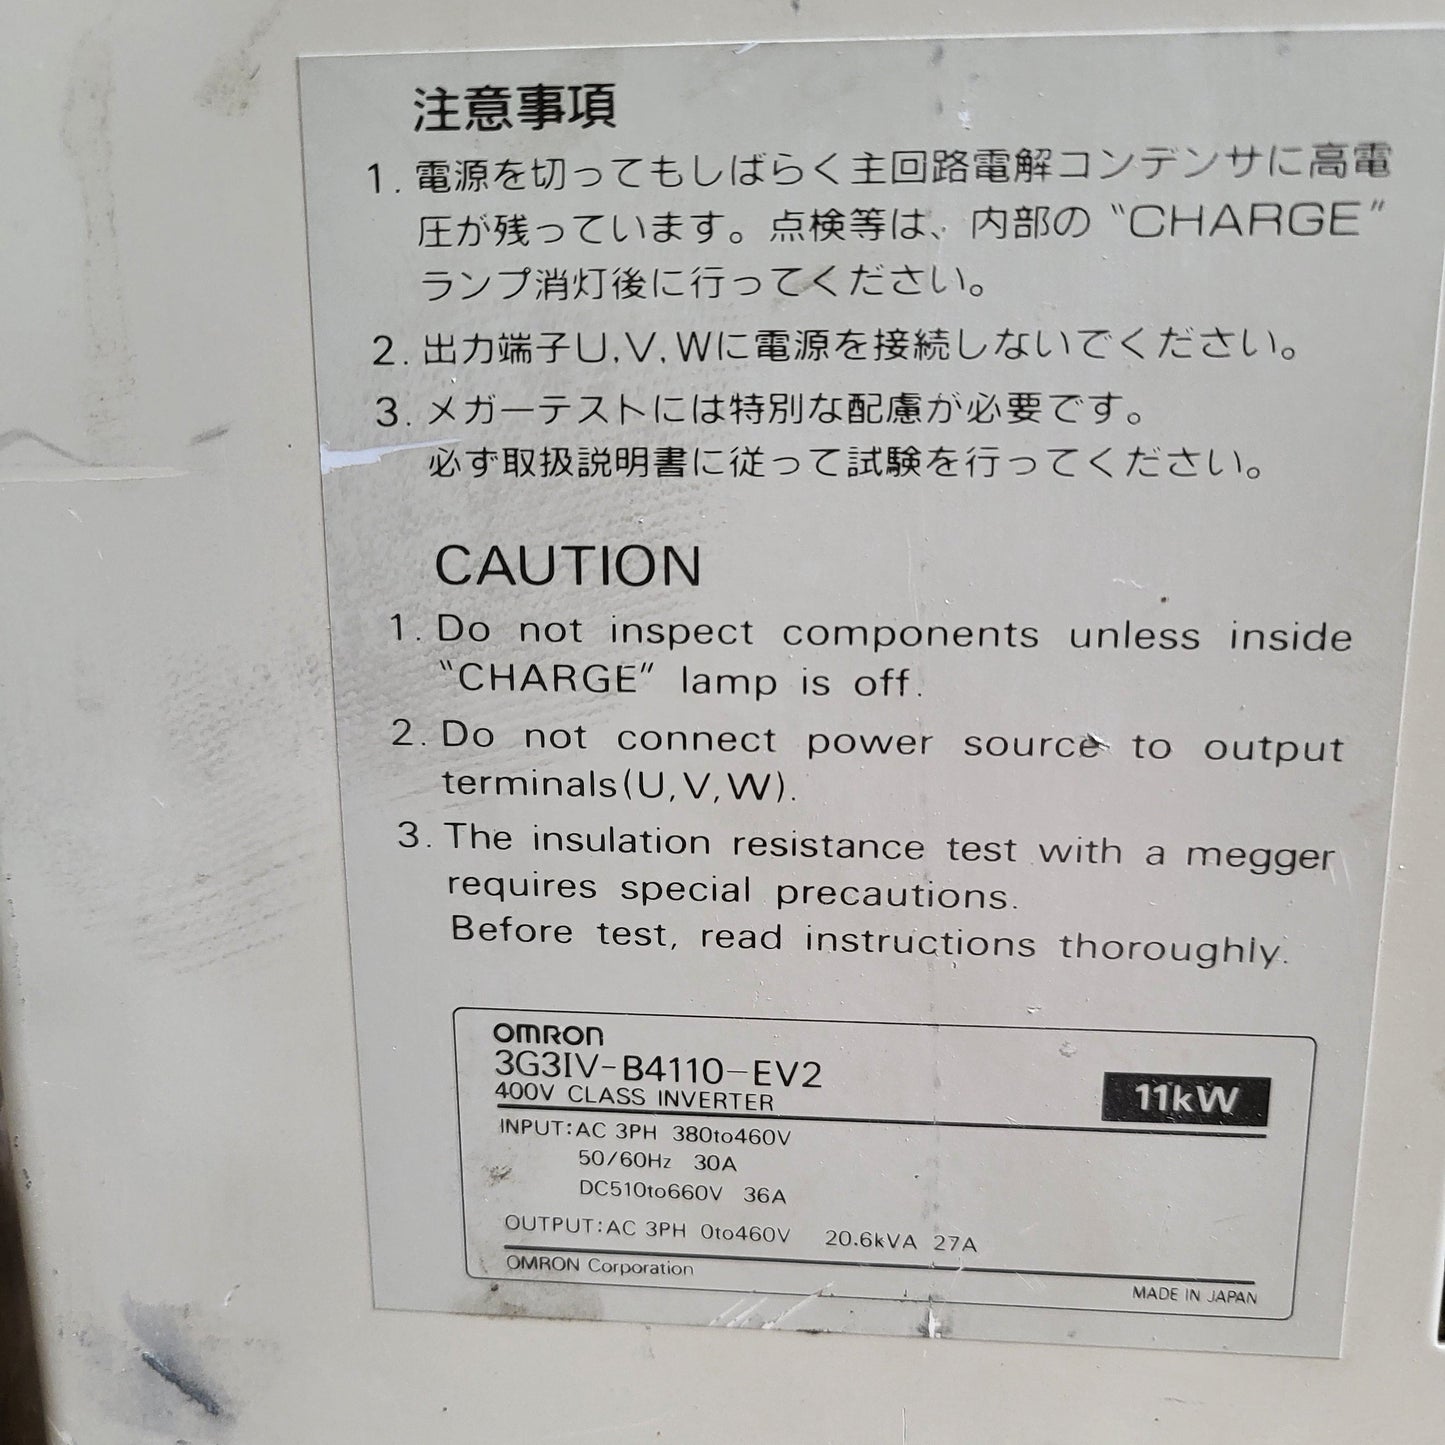 注意事項
1. 電源を切ってもしばらく主回路電解コンデンサに高電
圧が残っています。点検等は、内部の "CHARGE"
ランプ消灯後に行ってください。
2. 出力端子U,V,Wに電源を接続しないでください。
3. メガーテストには特別な配慮が必要です。
必ず取扱説明書に従って試験を行ってください。
CAUTION
1. Do not inspect components unless inside
"CHARGE" lamp is off.
2. Do not connect power source to output
terminals(U,V,W).
3. The insulation resistance test with a megger
requires special precautions.
Before test, read instructions thoroughly.
OMRON
3G3IV-B4110-EV2
400V CLASS INVERTER
11kW
INPUT:AC 3PH 380to460V
50/60Hz 30A
DC510to660V 36A
OUTPUT:AC 3PH 0to460V 20.6kVA 27A
OMRON Corporation
MADE IN JAPAN